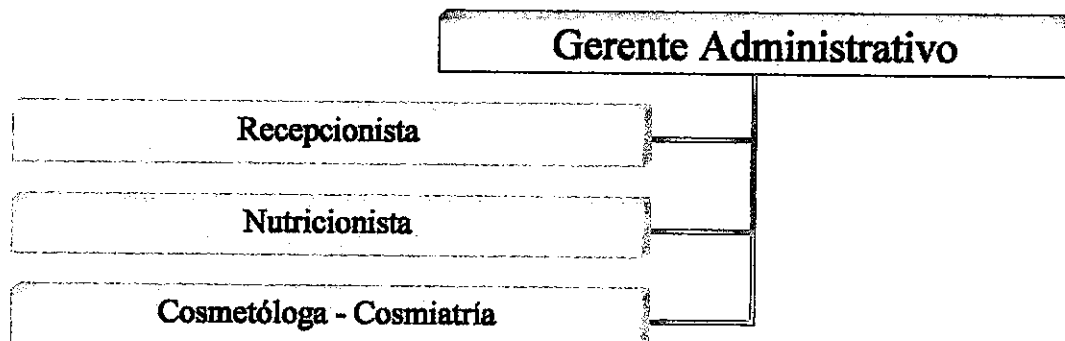 Gerente Administrativo
Recepcionista
Nutricionista
Cosmetóloga - Cosmiatría